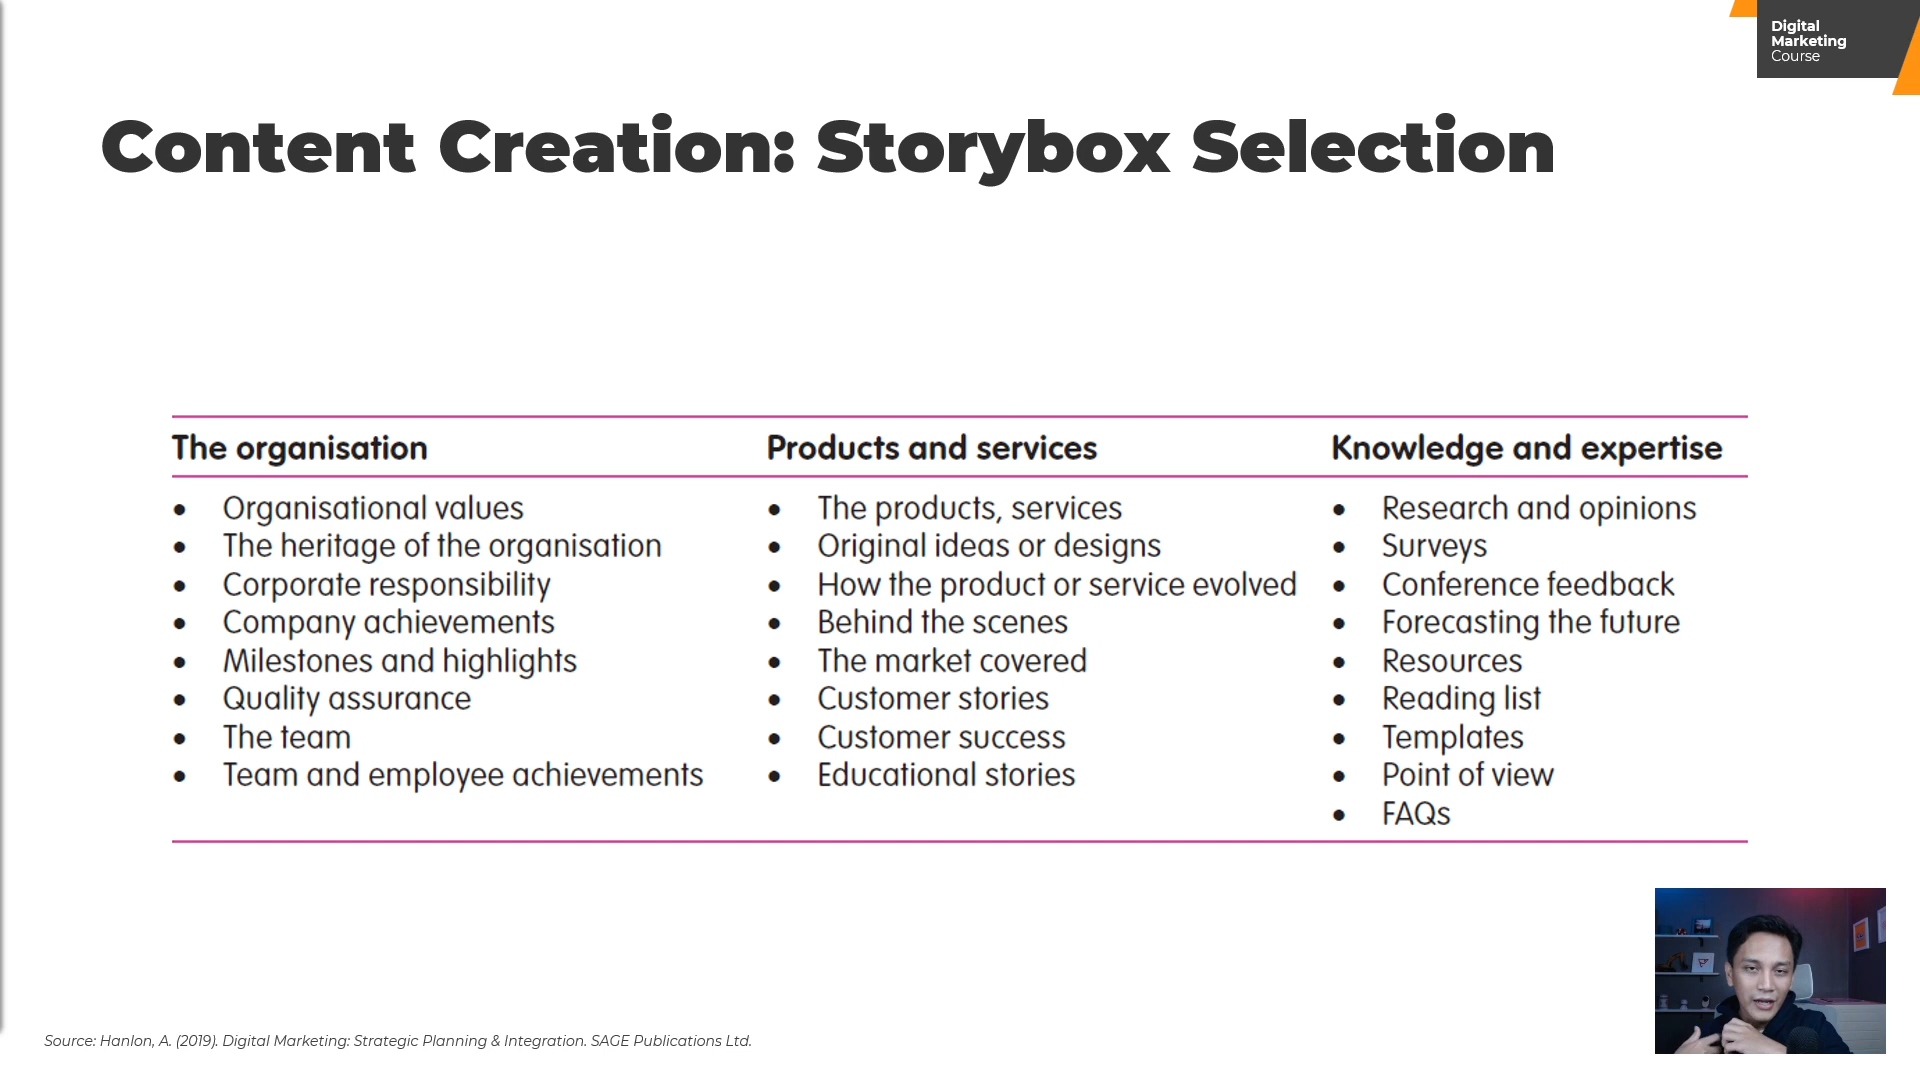 Digital
Marketing
Course
Content Creation: Storybox Selection
The organisation
• Organisational values
• The heritage of the organisation
• Corporate responsibility
• Company achievements
• Milestones and highlights
• Quality assurance
• The team
• Team and employee achievements
Products and services
• The products, services
• Original ideas or designs
• How the product or service evolved
• Behind the scenes
• The market covered
• Customer stories
• Customer success
• Educational stories
Knowledge and expertise
• Research and opinions
• Surveys
• Conference feedback
• Forecasting the future
• Resources
• Reading list
• Templates
• Point of view
• FAQs
Source: Hanlon, A. (2019). Digital Marketing: Strategic Planning & Integration. SAGE Publications Ltd.